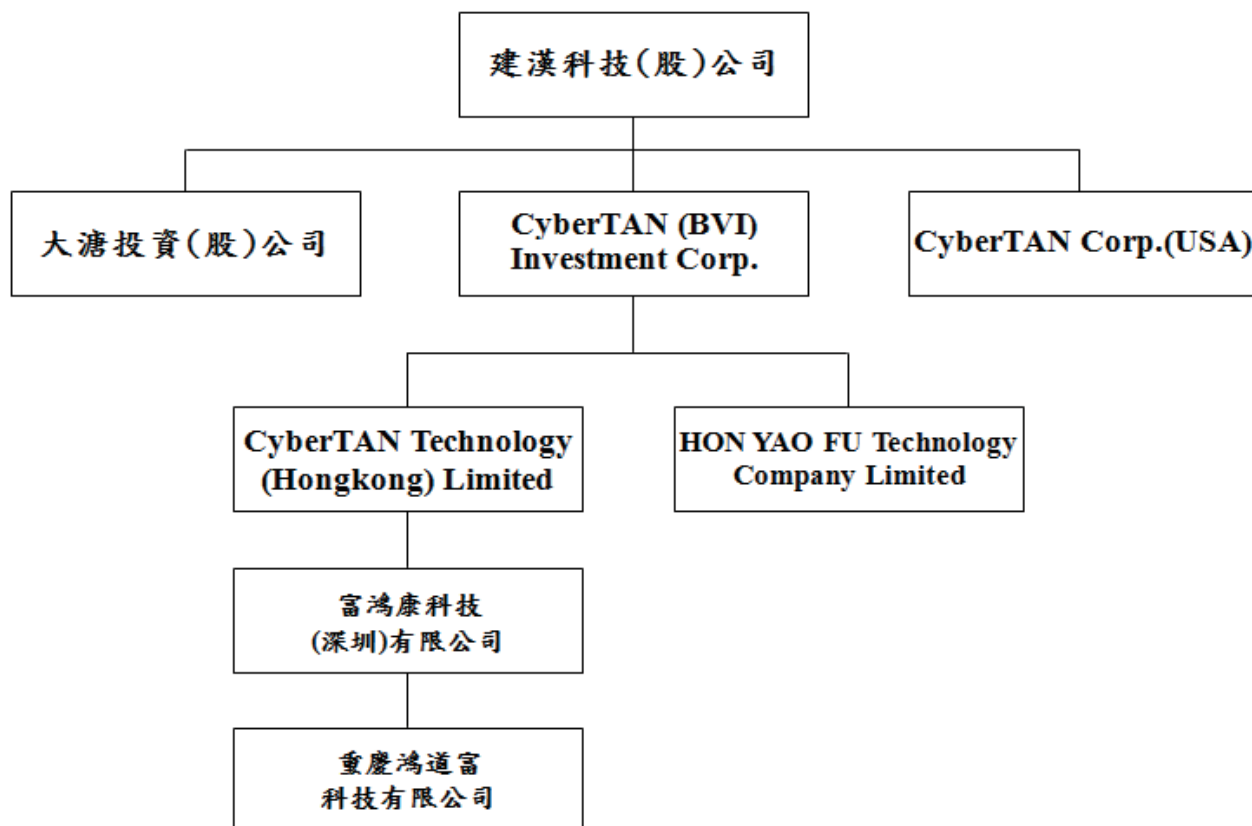 建漢科技(股)公司
大溏投資(股)公司
CyberTAN (BVI)
Investment Corp.
CyberTAN Corp.(USA)
CyberTAN Technology
(Hongkong) Limited
HON YAO FU Technology
Company Limited
富鴻康科技
(深圳)有限公司
重慶鴻道富
科技有限公司